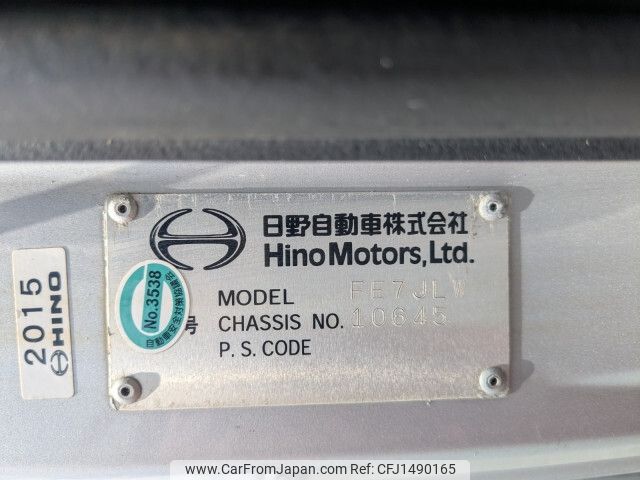 日野自動車株式会社
Hino Motors, Ltd.
MODEL FE7JLW
号 CHASSIS NO. 10645
P. S. CODE
No.3538
2015
HINO
www.CarFromJapan.com | Ref No: CFJ1490165